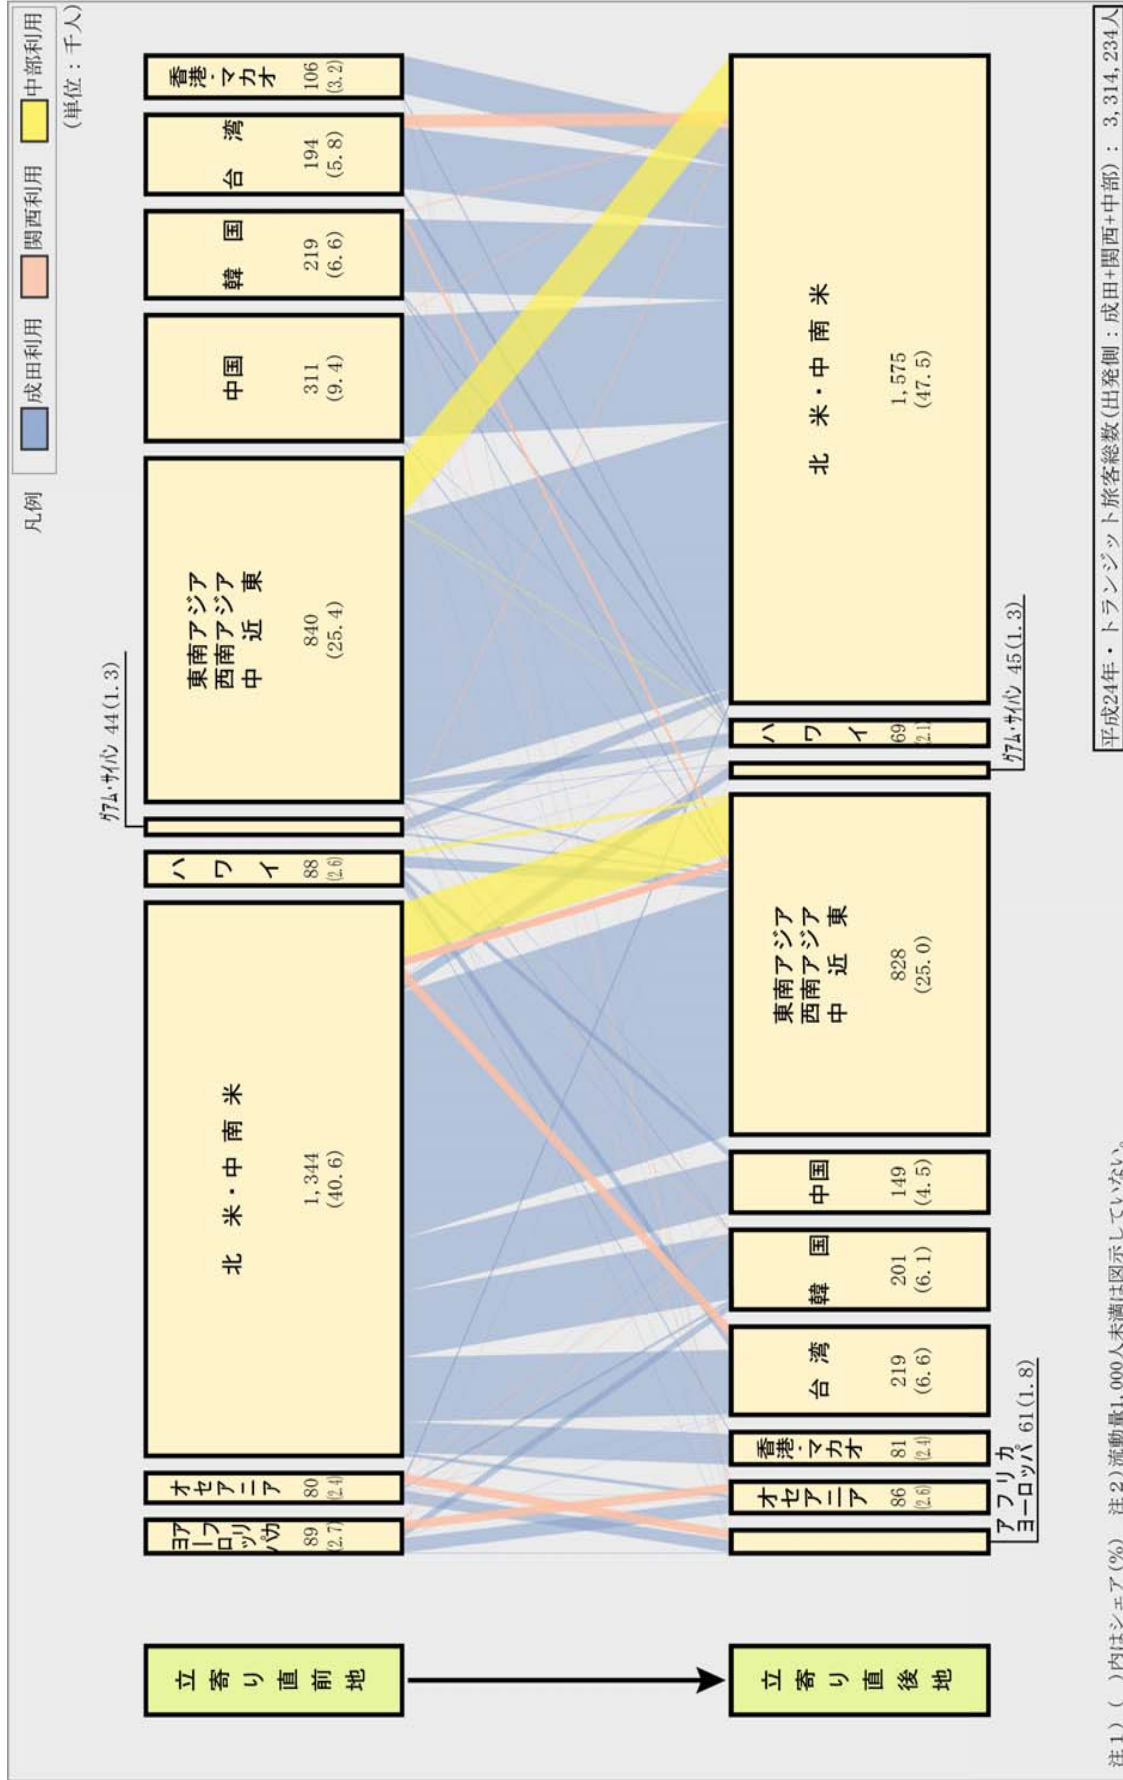 凡例 成田利用 関西利用 中部利用
(単位：千人)
立寄り直前地
ヨーロッパ
アフリカ
89
(2.7)
オセアニア
80
(2.4)
北米・中南米
1,344
(40.6)
ハワイ
88
(2.6)
グアム・サイパン 44(1.3)
東南アジア
西南アジア
中近東
840
(25.4)
中国
311
(9.4)
韓国
219
(6.6)
台湾
194
(5.8)
香港・マカオ
106
(3.2)
立寄り直後地
アフリカ
ヨーロッパ 61(1.8)
オセアニア
86
(2.6)
香港・マカオ
81
(2.4)
台湾
219
(6.6)
韓国
201
(6.1)
中国
149
(4.5)
東南アジア
西南アジア
中近東
828
(25.0)
グアム・サイパン 45(1.3)
ハワイ
69
(2.1)
北米・中南米
1,575
(47.5)
平成24年・トランジット旅客総数(出発側：成田+関西+中部)： 3,314,234人
注1) ( )内はシェア(%) 注2)流動量1,000人未満は図示していない。